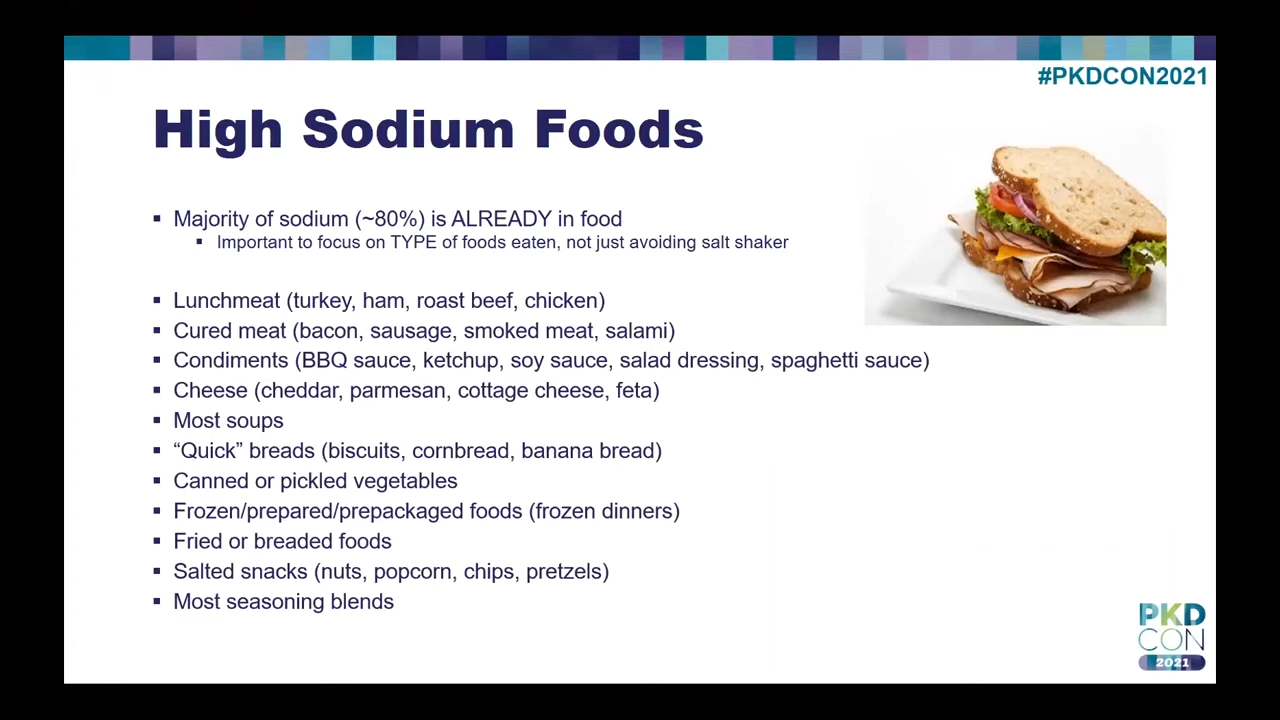 #PKDCON2021
High Sodium Foods
▪ Majority of sodium (~80%) is ALREADY in food
▪ Important to focus on TYPE of foods eaten, not just avoiding salt shaker
▪ Lunchmeat (turkey, ham, roast beef, chicken)
▪ Cured meat (bacon, sausage, smoked meat, salami)
▪ Condiments (BBQ sauce, ketchup, soy sauce, salad dressing, spaghetti sauce)
▪ Cheese (cheddar, parmesan, cottage cheese, feta)
▪ Most soups
▪ “Quick” breads (biscuits, cornbread, banana bread)
▪ Canned or pickled vegetables
▪ Frozen/prepared/prepackaged foods (frozen dinners)
▪ Fried or breaded foods
▪ Salted snacks (nuts, popcorn, chips, pretzels)
▪ Most seasoning blends
PKD
CON
2021